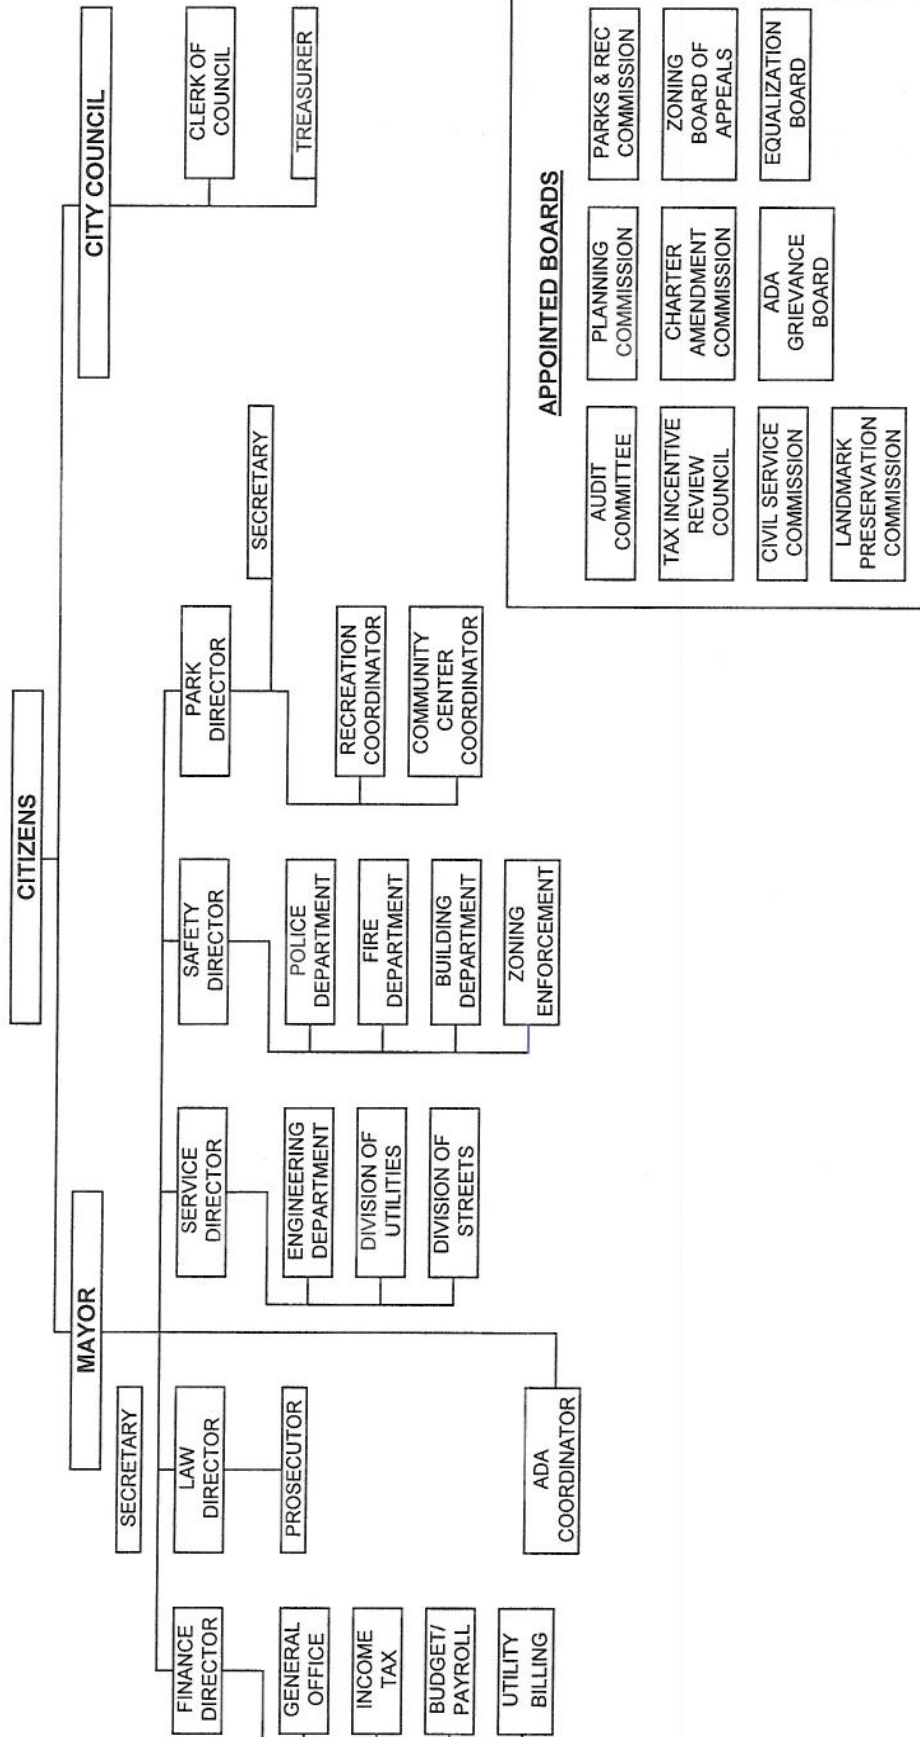 CITIZENS
MAYOR
CITY COUNCIL
SECRETARY
CLERK OF
COUNCIL
TREASURER
FINANCE
DIRECTOR
GENERAL
OFFICE
INCOME
TAX
BUDGET/
PAYROLL
UTILITY
BILLING
LAW
DIRECTOR
PROSECUTOR
ADA
COORDINATOR
SERVICE
DIRECTOR
ENGINEERING
DEPARTMENT
DIVISION OF
UTILITIES
DIVISION OF
STREETS
SAFETY
DIRECTOR
POLICE
DEPARTMENT
FIRE
DEPARTMENT
BUILDING
DEPARTMENT
ZONING
ENFORCEMENT
PARK
DIRECTOR
SECRETARY
RECREATION
COORDINATOR
COMMUNITY
CENTER
COORDINATOR
APPOINTED BOARDS
AUDIT
COMMITTEE
PLANNING
COMMISSION
PARKS & REC
COMMISSION
TAX INCENTIVE
REVIEW
COUNCIL
CHARTER
AMENDMENT
COMMISSION
ZONING
BOARD OF
APPEALS
CIVIL SERVICE
COMMISSION
ADA
GRIEVANCE
BOARD
EQUALIZATION
BOARD
LANDMARK
PRESERVATION
COMMISSION